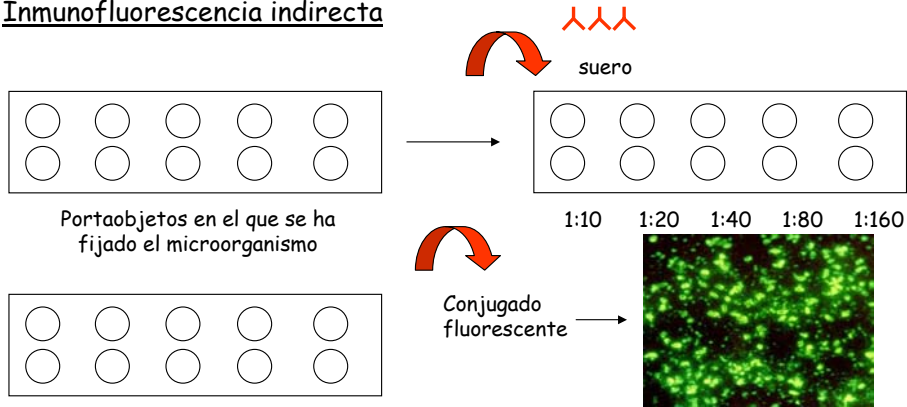 Inmunofluorescencia indirecta
suero
Portaobjetos en el que se ha
fijado el microorganismo
1:10 1:20 1:40 1:80 1:160
Conjugado
fluorescente